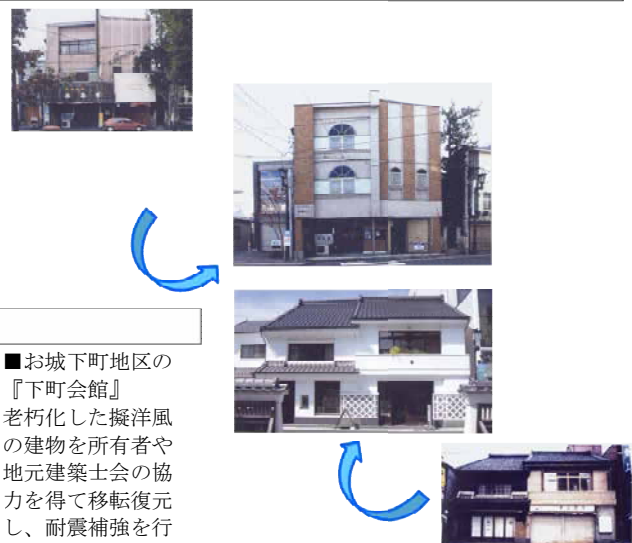 ■お城下町地区の
『下町会館』
老朽化した擬洋風
の建物を所有者や
地元建築士会の協
力を得て移転復元
し、耐震補強を行